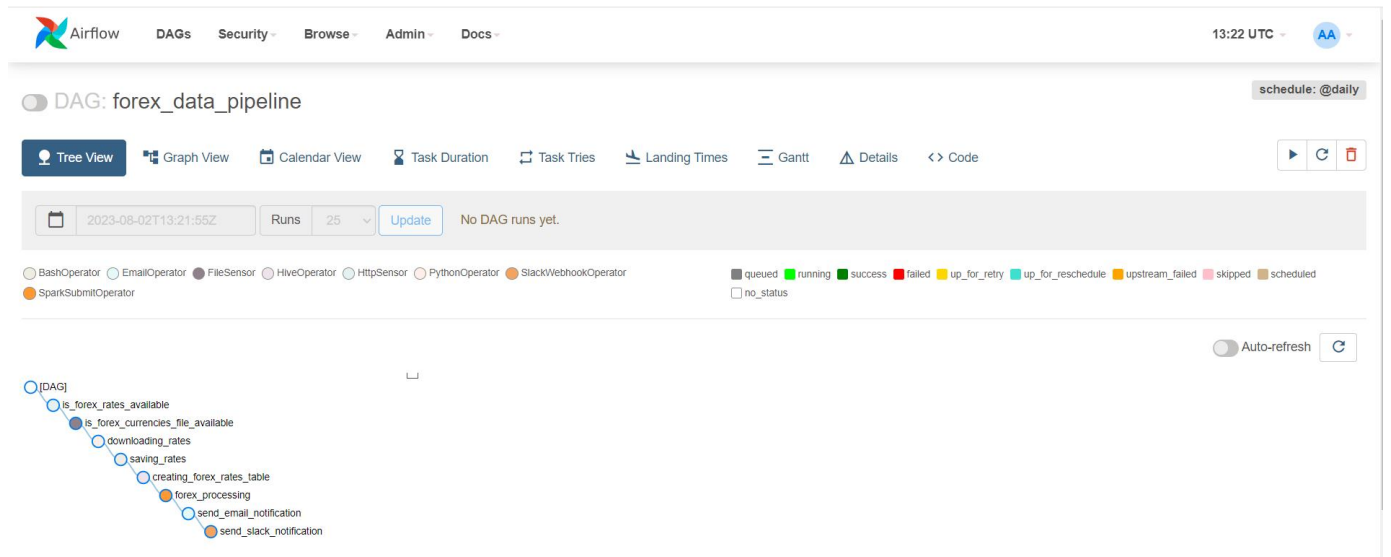 Airflow DAGs Security Browse Admin Docs 13:22 UTC AA
schedule: @daily
DAG: forex_data_pipeline
Tree View Graph View Calendar View Task Duration Task Tries Landing Times Gantt Details <> Code
2023-08-02T13:21:55Z Runs 25 Update No DAG runs yet.
BashOperator EmailOperator FileSensor HiveOperator HttpSensor PythonOperator SlackWebhookOperator queued running success failed up_for_retry up_for_reschedule upstream_failed skipped scheduled
SparkSubmitOperator no_status
Auto-refresh
[DAG]
is_forex_rates_available
is_forex_currencies_file_available
downloading_rates
saving_rates
creating_forex_rates_table
forex_processing
send_email_notification
send_slack_notification